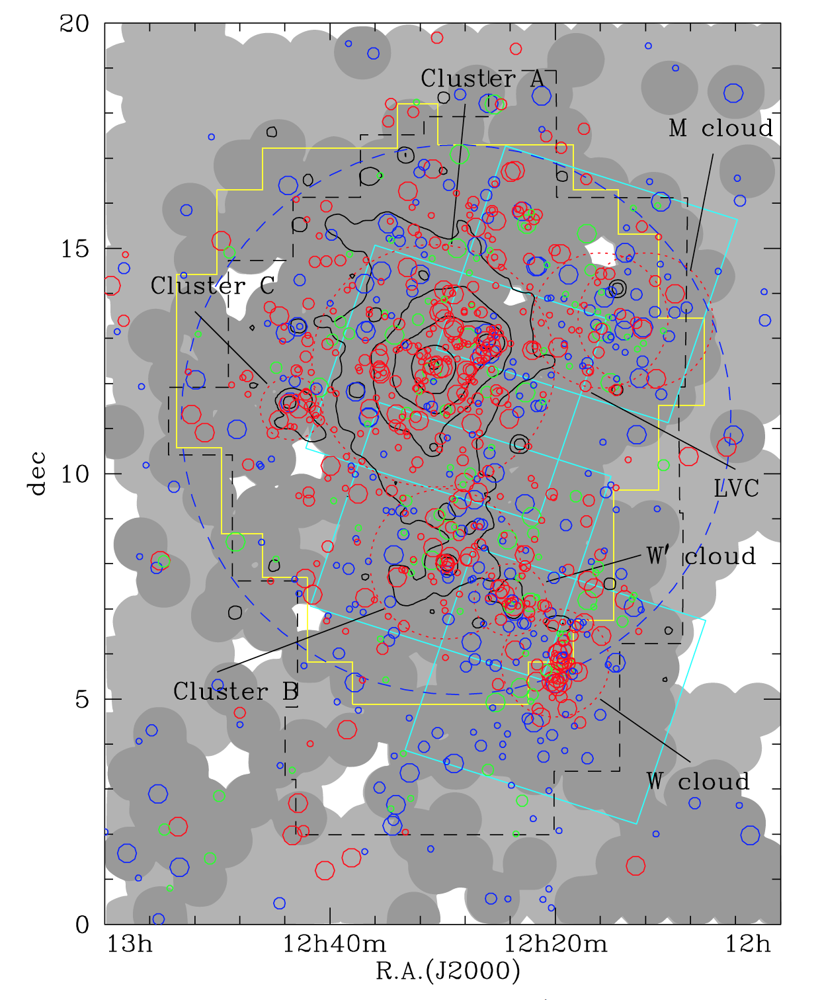 20
Cluster A
M cloud
15
Cluster C
dec
10
LVC
W' cloud
Cluster B
5
W cloud
0
13h 12h40m 12h20m 12h
R.A.(J2000)